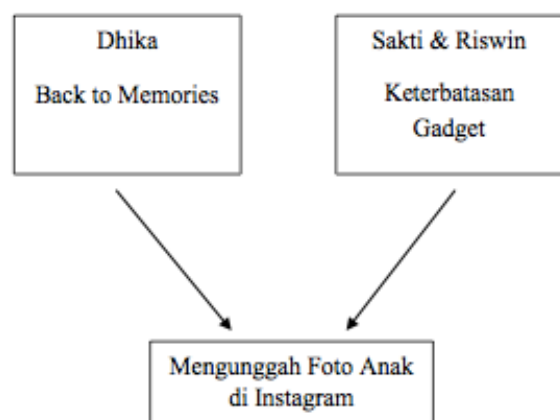 Dhika
Back to Memories
Sakti & Riswin
Keterbatasan
Gadget
Mengunggah Foto Anak
di Instagram